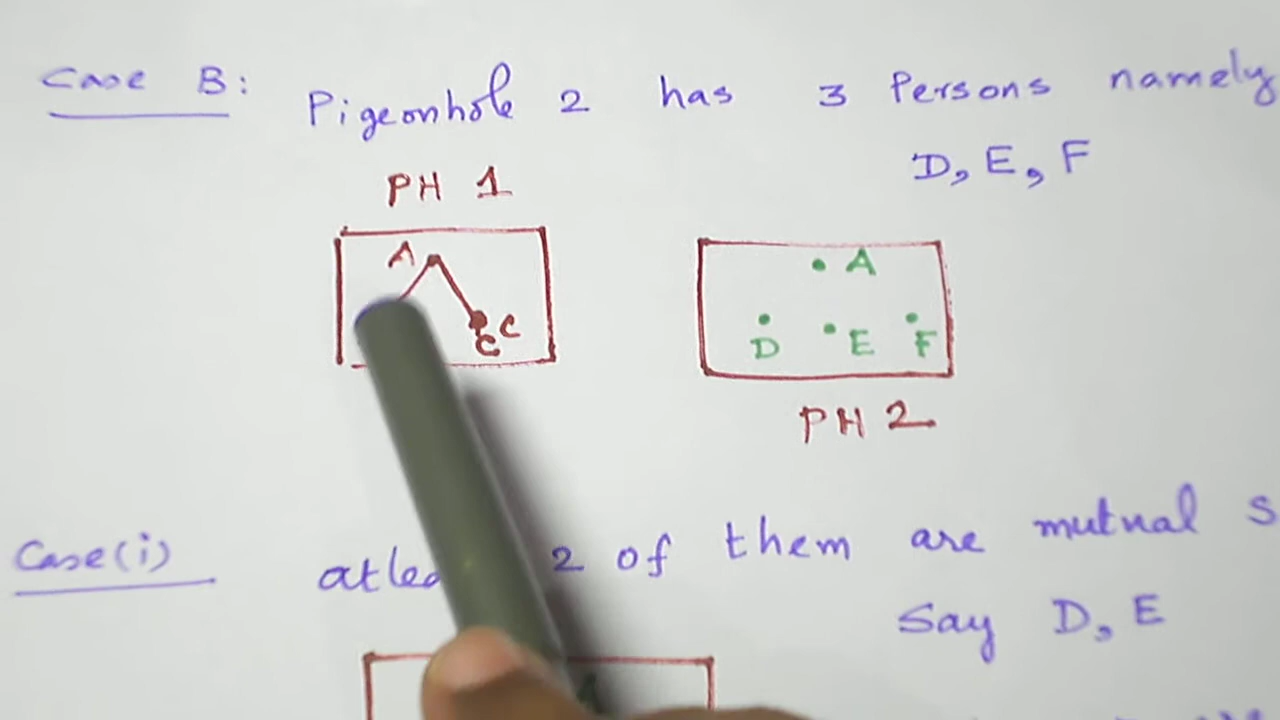 Case B: Pigeonhole 2 has 3 Persons namely
D, E, F
PH 1
A
C
C
A
D E F
PH 2
Case(i) 2 of them are mutual
Say D, E